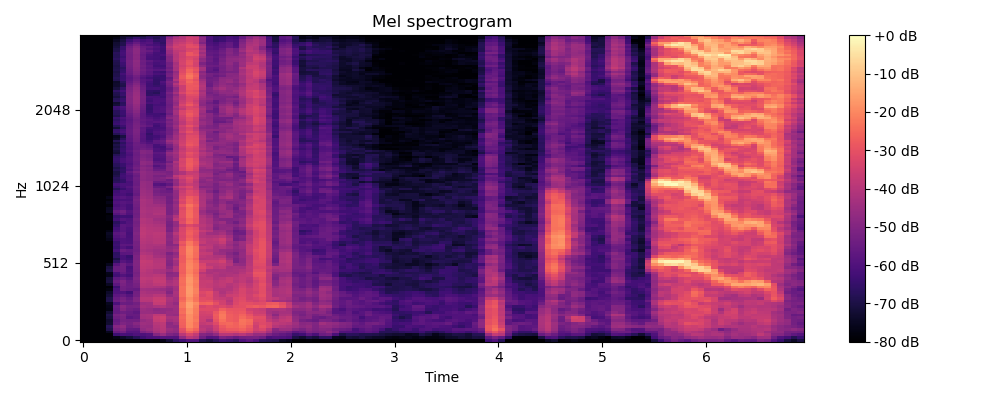 Mel spectrogram
+0 dB
-10 dB
-20 dB
-30 dB
-40 dB
-50 dB
-60 dB
-70 dB
-80 dB
Hz
2048
1024
512
0
0 1 2 3 4 5 6
Time